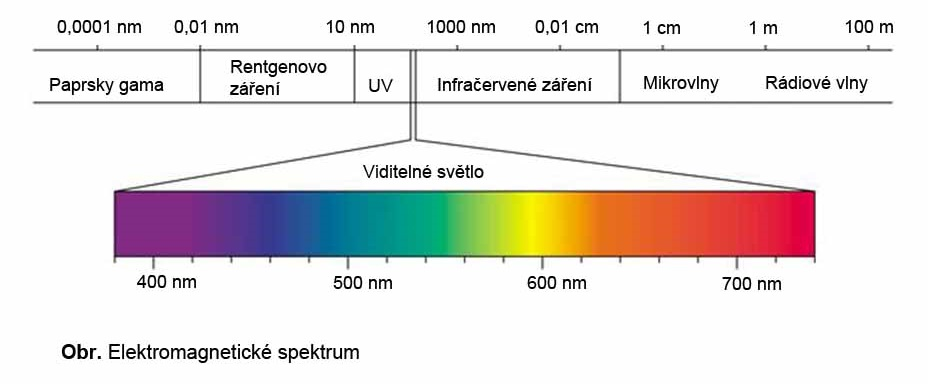 0,0001 nm 0,01 nm 10 nm 1000 nm 0,01 cm 1 cm 1 m 100 m
Paprsky gama
Rentgenovo
záření
UV
Infračervené záření
Mikrovlny
Rádiové vlny
Viditelné světlo
400 nm 500 nm 600 nm 700 nm
Obr. Elektromagnetické spektrum